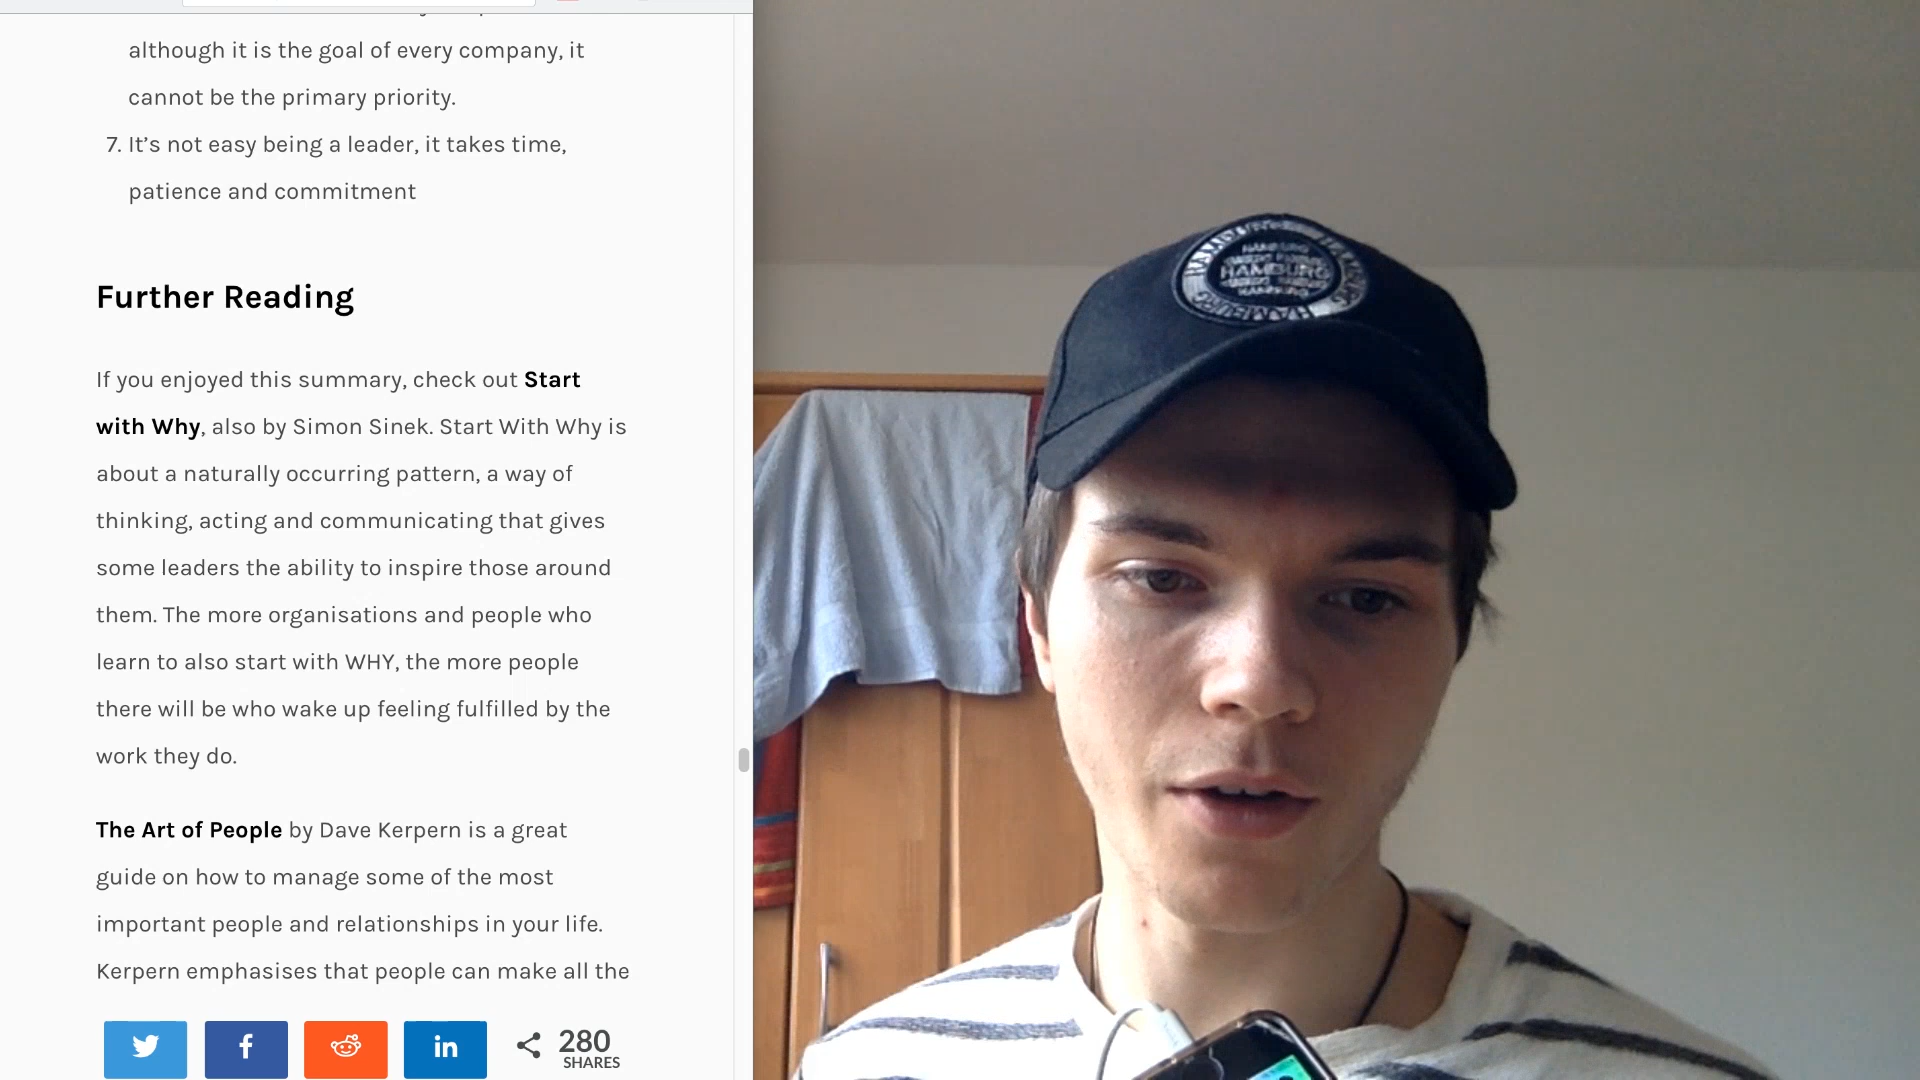 although it is the goal of every company, it
cannot be the primary priority.
7. It’s not easy being a leader, it takes time,
patience and commitment
Further Reading
If you enjoyed this summary, check out Start
with Why, also by Simon Sinek. Start With Why is
about a naturally occurring pattern, a way of
thinking, acting and communicating that gives
some leaders the ability to inspire those around
them. The more organisations and people who
learn to also start with WHY, the more people
there will be who wake up feeling fulfilled by the
work they do.
The Art of People by Dave Kerpern is a great
guide on how to manage some of the most
important people and relationships in your life.
Kerpern emphasises that people can make all the
280
SHARES
HAMBURG
HAMBURG
HAMBURG
HAMBURG